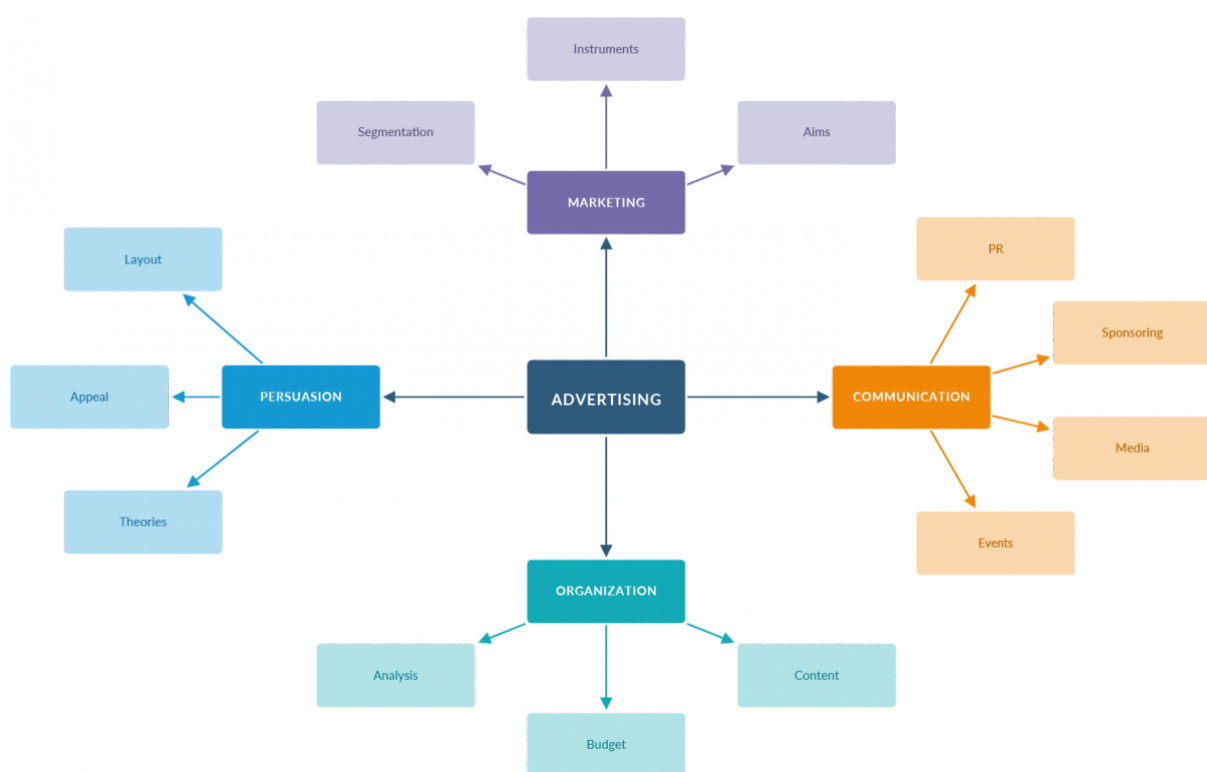 Instruments
Segmentation
Aims
MARKETING
Layout
PR
Sponsoring
Appeal
PERSUASION
ADVERTISING
COMMUNICATION
Media
Theories
Events
ORGANIZATION
Analysis
Content
Budget